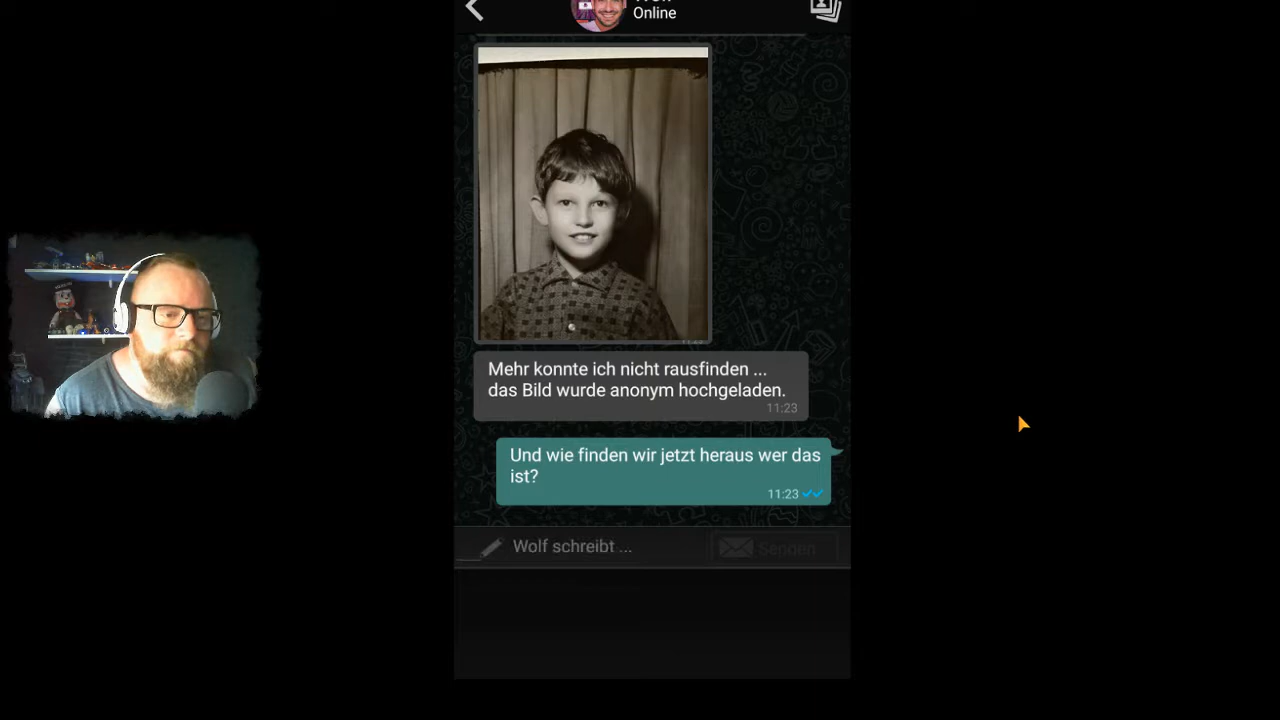 Online
Mehr konnte ich nicht rausfinden ...
das Bild wurde anonym hochgeladen.
11:23
Und wie finden wir jetzt heraus wer das
ist?
11:23
Wolf schreibt ...
Senden